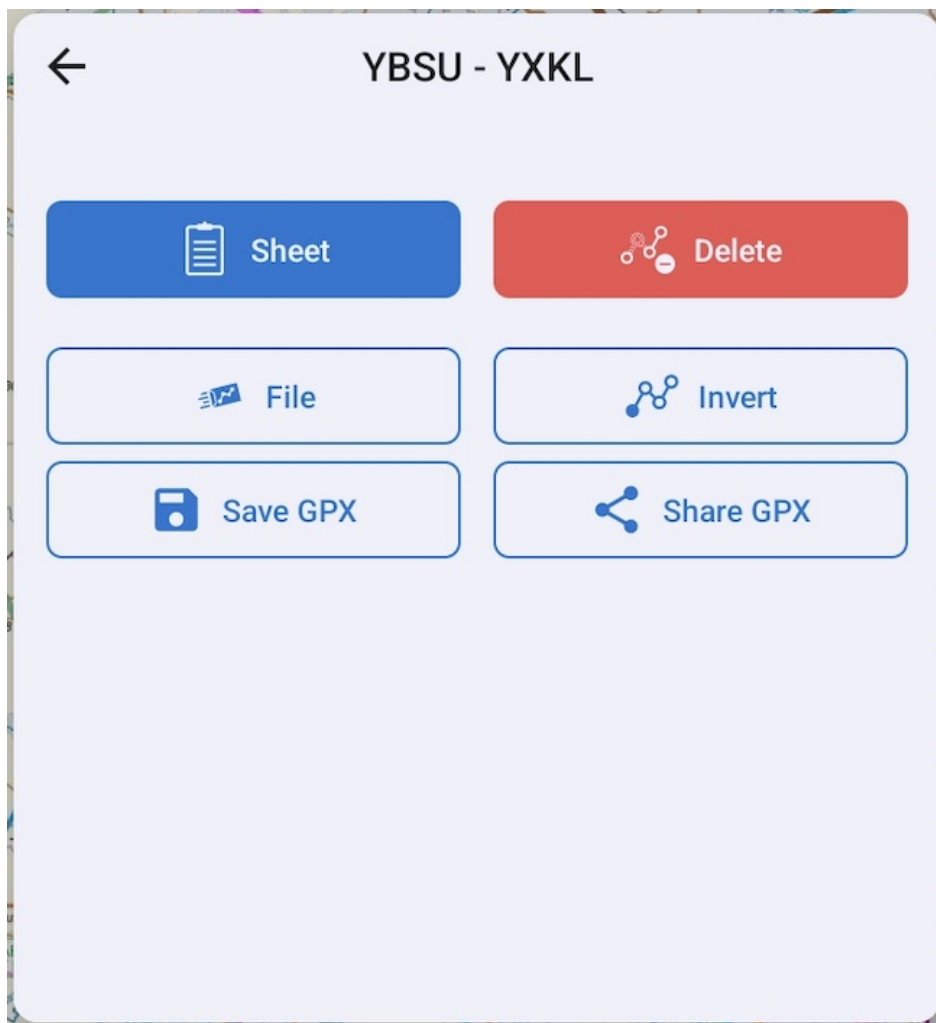 YBSU - YXKL
Sheet
Delete
File
Invert
Save GPX
Share GPX